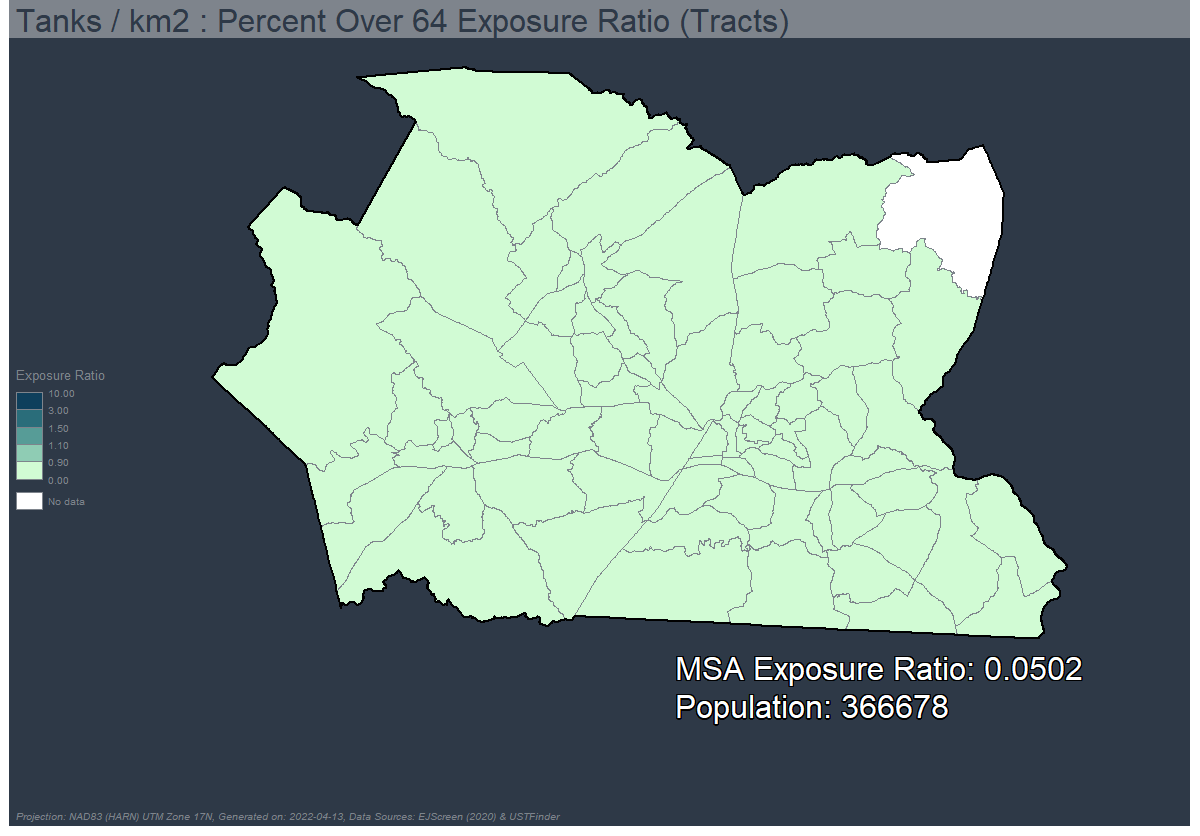 Tanks / km2 : Percent Over 64 Exposure Ratio (Tracts)
Exposure Ratio
10.00
3.00
1.50
1.10
0.90
0.00
No data
MSA Exposure Ratio: 0.0502
Population: 366678
Projection: NAD83 (HARN) UTM Zone 17N, Generated on: 2022-04-13, Data Sources: EJScreen (2020) & USTFinder